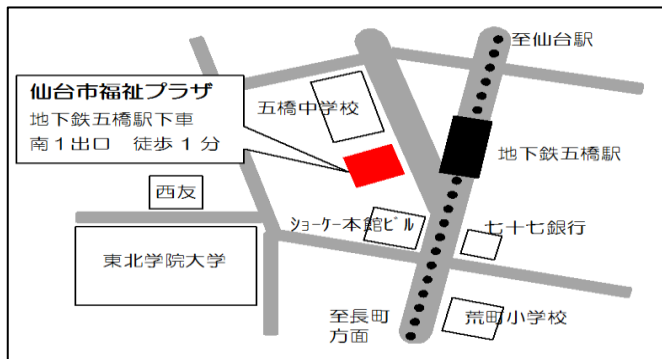 至仙台駅
仙台市福祉プラザ
地下鉄五橋駅下車
南１出口　徒歩１分
五橋中学校
地下鉄五橋駅
西友
ｼｮｰｹｰ本館ﾋﾞﾙ
七十七銀行
東北学院大学
至長町
方面
荒町小学校